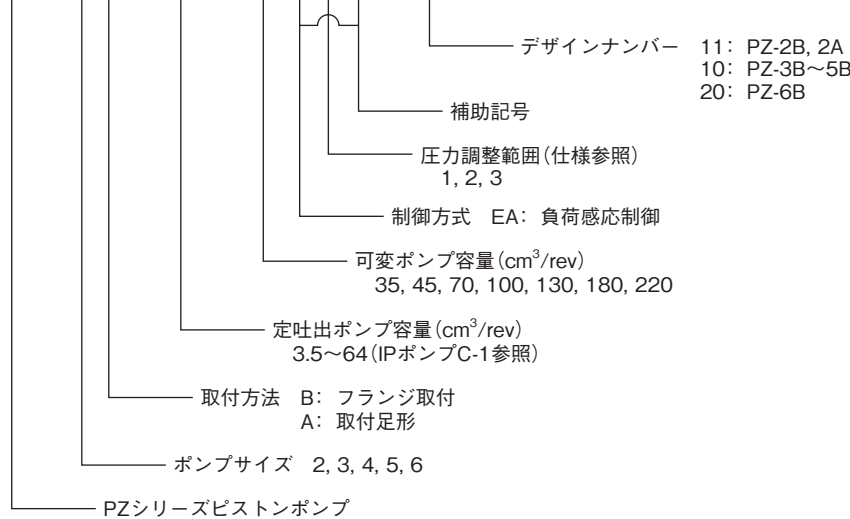 デザインナンバー 11： PZ-2B, 2A
10： PZ-3B～5B
20： PZ-6B
補助記号
圧力調整範囲（仕様参照）
1, 2, 3
制御方式 EA： 負荷感応制御
可変ポンプ容量（cm³/rev）
35, 45, 70, 100, 130, 180, 220
定吐出ポンプ容量（cm³/rev）
3.5～64（IPポンプC-1参照）
取付方法 B： フランジ取付
A： 取付足形
ポンプサイズ 2, 3, 4, 5, 6
PZシリーズピストンポンプ